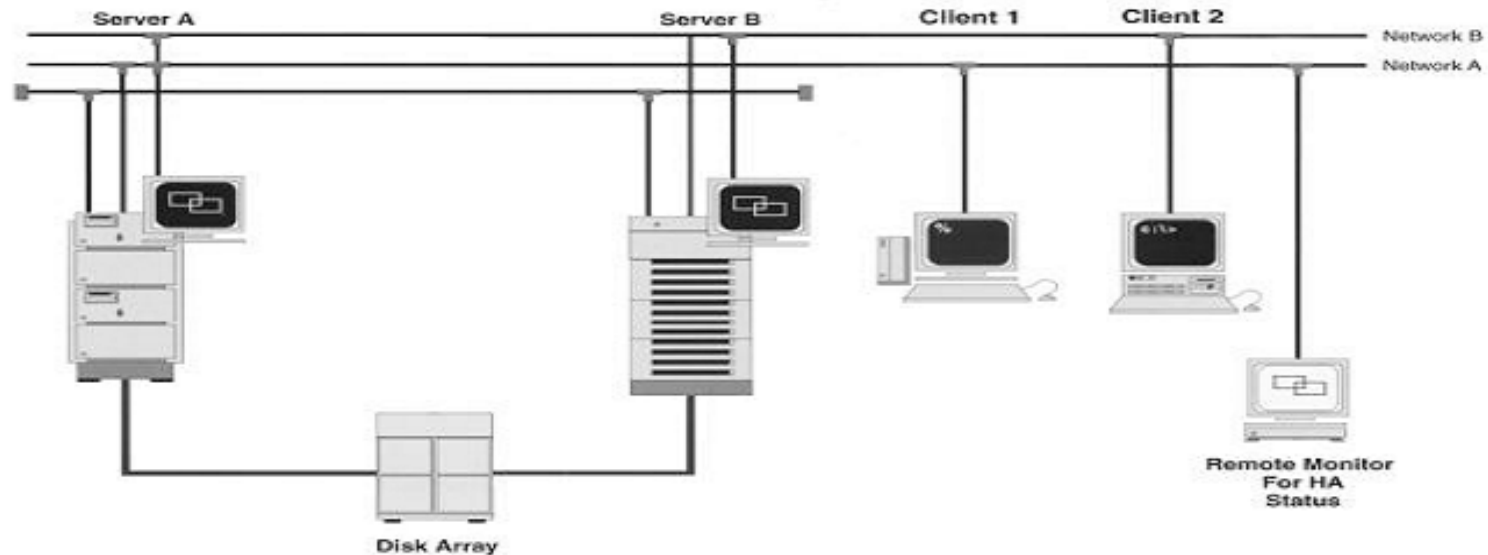 Server A
Server B
Client 1
Client 2
Network B
Network A
%
Remote Monitor
For HA
Status
Disk Array